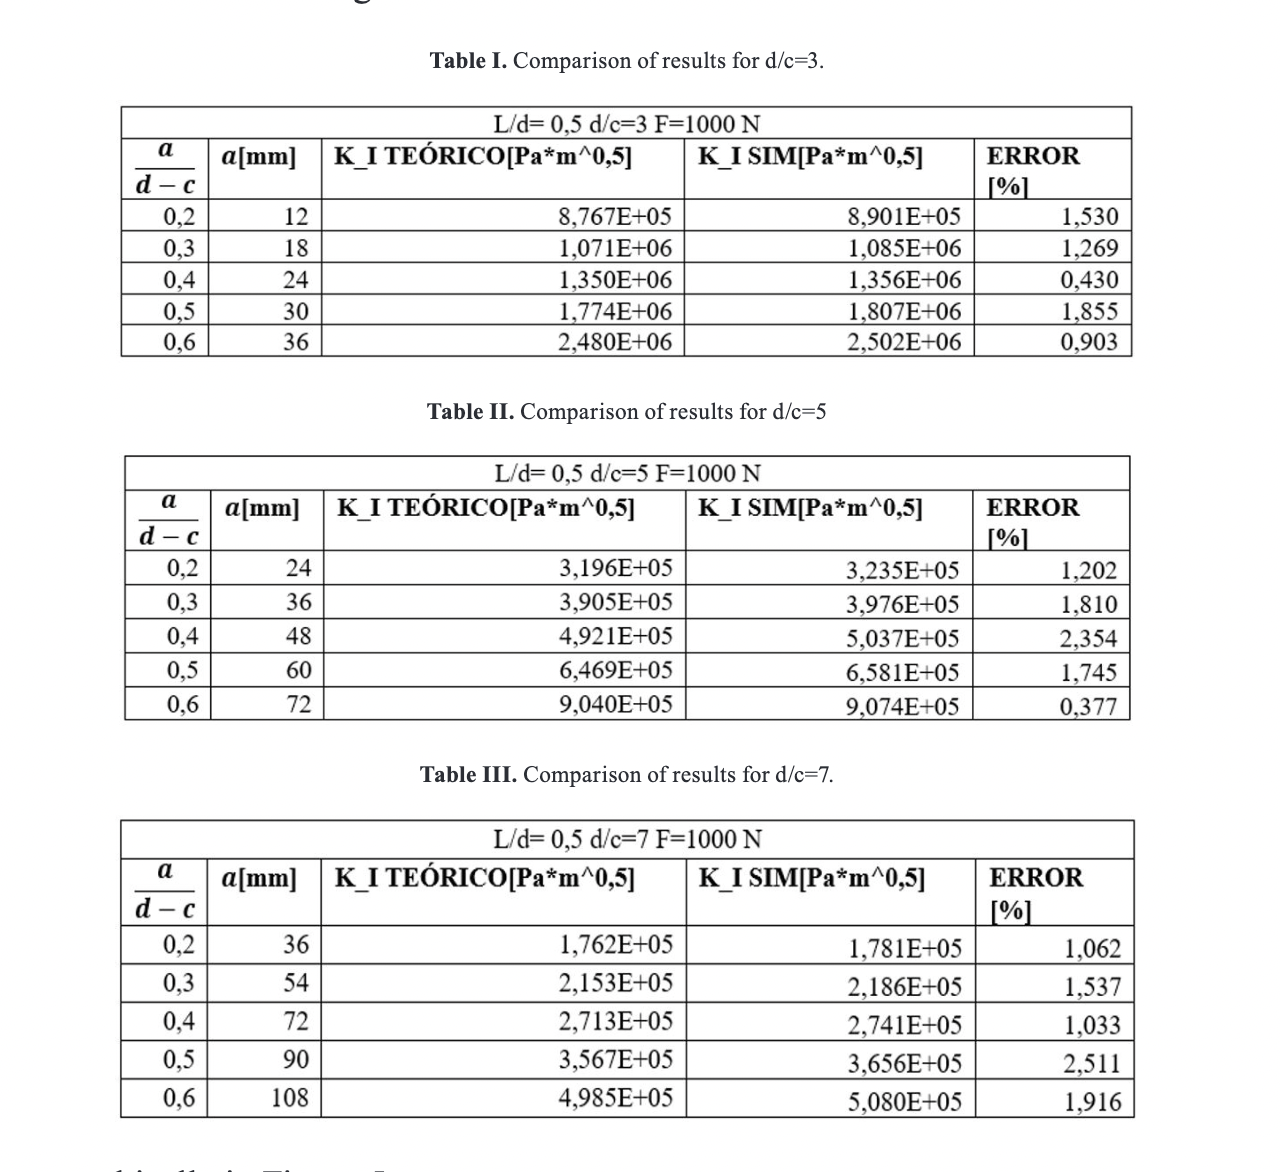 Table I. Comparison of results for d/c=3.
L/d= 0,5 d/c=3 F=1000 N
a/(d – c) a[mm] K_I TEÓRICO[Pa*m^0,5] K_I SIM[Pa*m^0,5] ERROR [%]
0,2 12 8,767E+05 8,901E+05 1,530
0,3 18 1,071E+06 1,085E+06 1,269
0,4 24 1,350E+06 1,356E+06 0,430
0,5 30 1,774E+06 1,807E+06 1,855
0,6 36 2,480E+06 2,502E+06 0,903
Table II. Comparison of results for d/c=5
L/d= 0,5 d/c=5 F=1000 N
a/(d – c) a[mm] K_I TEÓRICO[Pa*m^0,5] K_I SIM[Pa*m^0,5] ERROR [%]
0,2 24 3,196E+05 3,235E+05 1,202
0,3 36 3,905E+05 3,976E+05 1,810
0,4 48 4,921E+05 5,037E+05 2,354
0,5 60 6,469E+05 6,581E+05 1,745
0,6 72 9,040E+05 9,074E+05 0,377
Table III. Comparison of results for d/c=7.
L/d= 0,5 d/c=7 F=1000 N
a/(d – c) a[mm] K_I TEÓRICO[Pa*m^0,5] K_I SIM[Pa*m^0,5] ERROR [%]
0,2 36 1,762E+05 1,781E+05 1,062
0,3 54 2,153E+05 2,186E+05 1,537
0,4 72 2,713E+05 2,741E+05 1,033
0,5 90 3,567E+05 3,656E+05 2,511
0,6 108 4,985E+05 5,080E+05 1,916